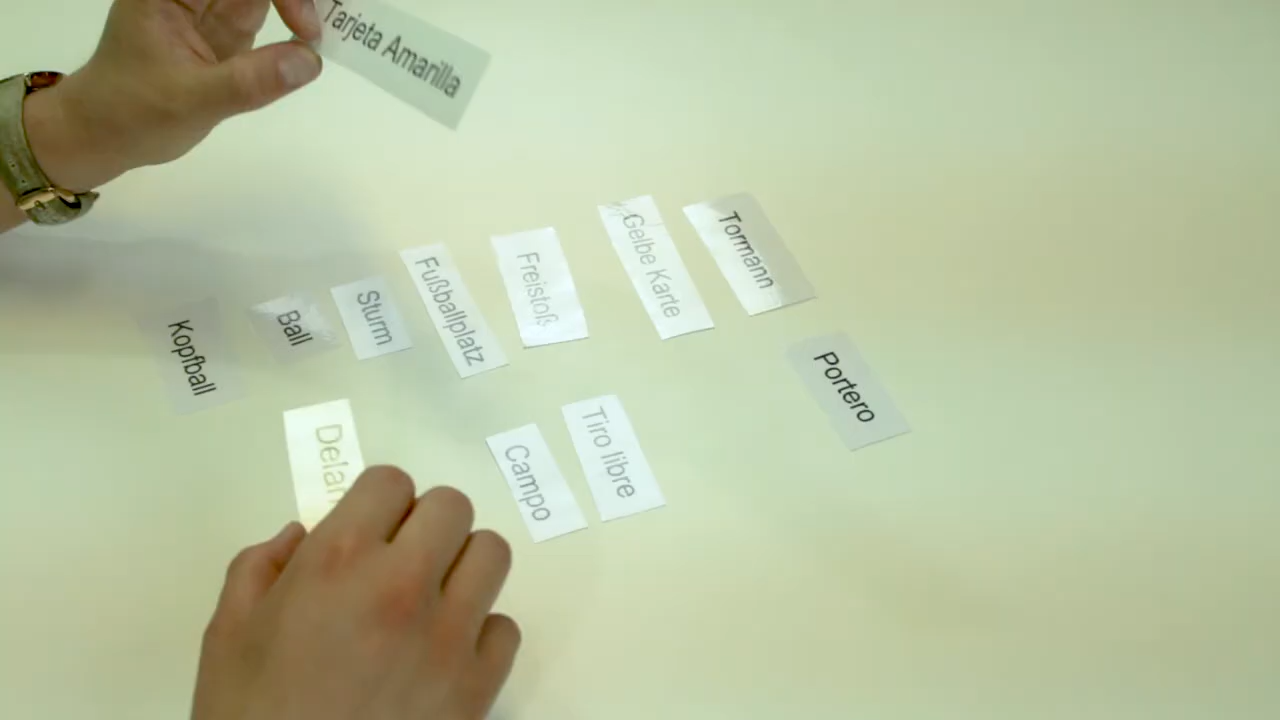 Tarjeta Amarilla
Kopfball
Ball
Sturm
Fußballplatz
Freistoß
Gelbe Karte
Tormann
Campo
Tiro libre
Portero